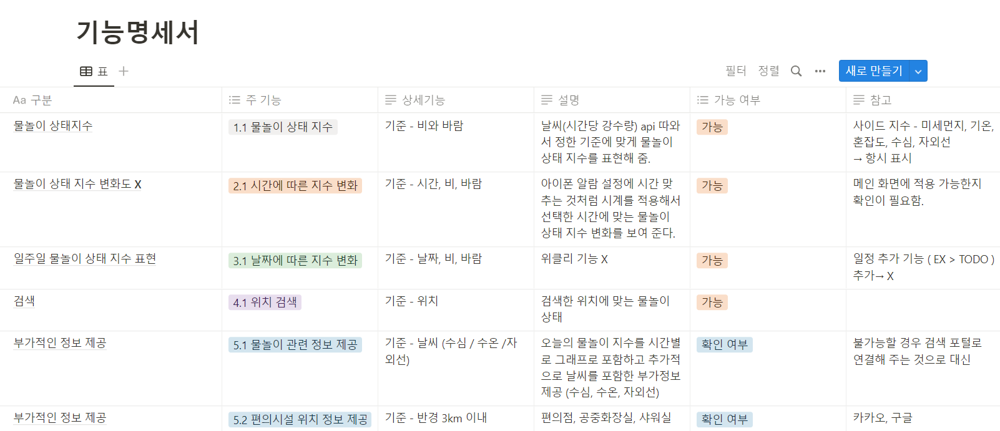 기능명세서
표
필터 정렬 새로 만들기
Aa 구분 주 기능 상세기능 설명 가능 여부 참고
물놀이 상태지수
1.1 물놀이 상태 지수
기준 - 비와 바람
날씨(시간당 강수량) api 따와
서 정한 기준에 맞게 물놀이
상태 지수를 표현해 줌.
가능
사이드 지수 - 미세먼지, 기온,
혼잡도, 수심, 자외선
→ 항시 표시
물놀이 상태 지수 변화도 X
2.1 시간에 따른 지수 변화
기준 - 시간, 비, 바람
아이폰 알람 설정에 시간 맞
추는 것처럼 시계를 적용해서
선택한 시간에 맞는 물놀이
상태 지수 변화를 보여 준다.
가능
메인 화면에 적용 가능한지
확인이 필요함.
일주일 물놀이 상태 지수 표현
3.1 날짜에 따른 지수 변화
기준 - 날짜, 비, 바람
위클리 기능 X
가능
일정 추가 기능 ( EX > TODO )
추가→ X
검색
4.1 위치 검색
기준 - 위치
검색한 위치에 맞는 물놀이
상태
가능
부가적인 정보 제공
5.1 물놀이 관련 정보 제공
기준 - 날씨 (수심 / 수온 /자
외선)
오늘의 물놀이 지수를 시간별
로 그래프로 포함하고 추가적
으로 날씨를 포함한 부가정보
제공 (수심, 수온, 자외선)
확인 여부
불가능할 경우 검색 포털로
연결해 주는 것으로 대신
부가적인 정보 제공
5.2 편의시설 위치 정보 제공
기준 - 반경 3km 이내
편의점, 공중화장실, 샤워실
확인 여부
카카오, 구글